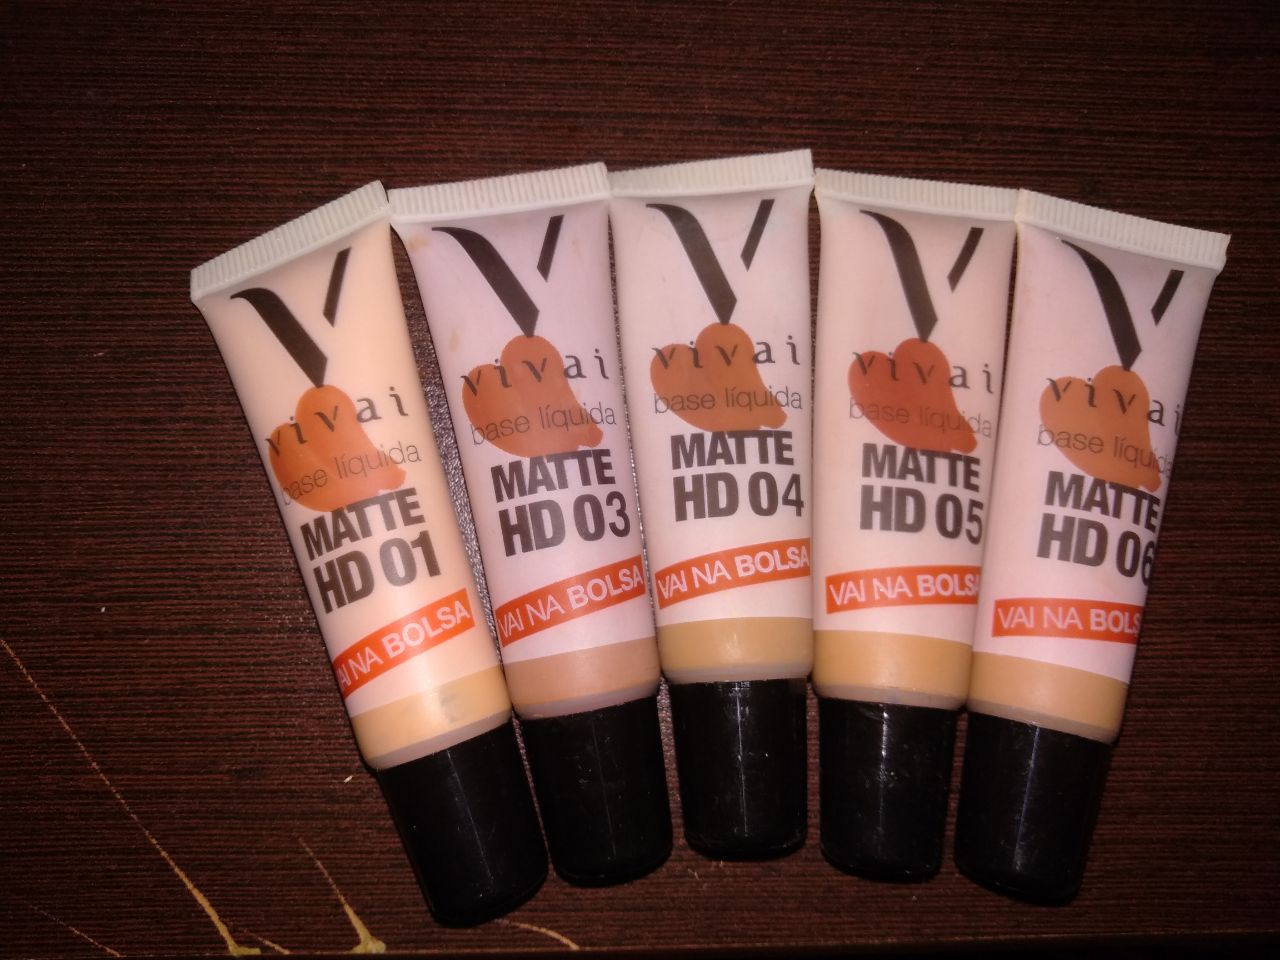 vivai
base líquida
MATTE
HD 01
VAI NA BOLSA
vivai
base líquida
MATTE
HD 03
VAI NA BOLSA
vivai
base líquida
MATTE
HD 04
VAI NA BOLSA
vivai
base líquida
MATTE
HD 05
VAI NA BOLSA
vivai
base líquida
MATTE
HD 06
VAI NA BOLSA